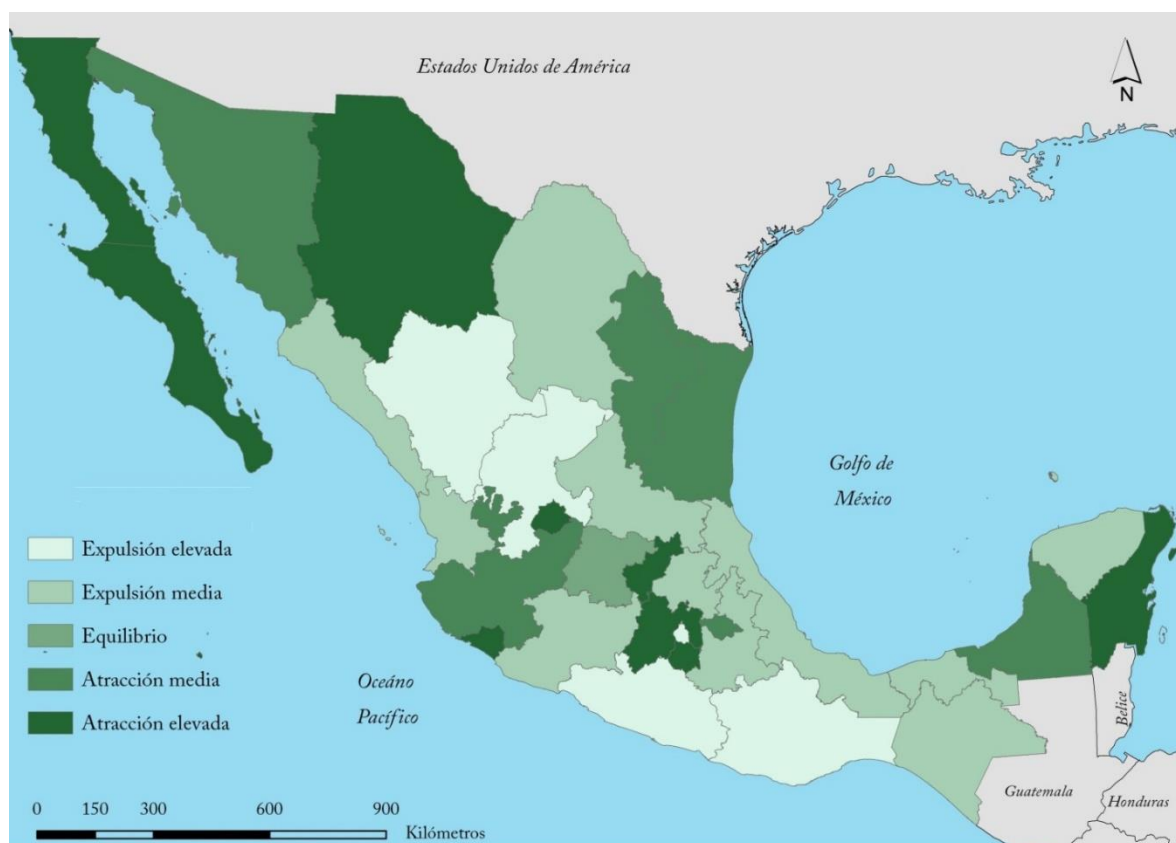 Estados Unidos de América
N
Golfo de
México
Expulsión elevada
Expulsión media
Equilibrio
Atracción media
Atracción elevada
Oceáno
Pacífico
Belice
Guatemala
Honduras
0 150 300 600 900
Kilómetros